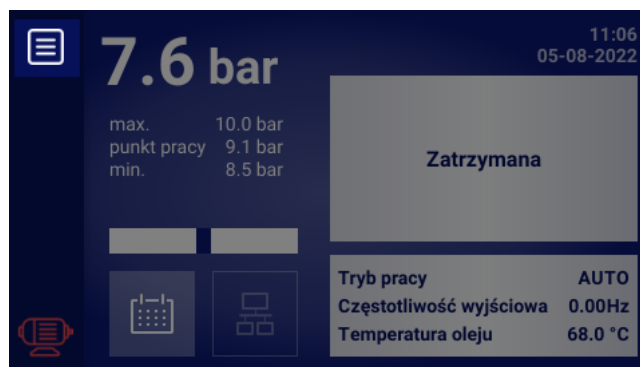 11:06
05-08-2022
7.6 bar
max. 10.0 bar
punkt pracy 9.1 bar
min. 8.5 bar
Zatrzymana
Tryb pracy AUTO
Częstotliwość wyjściowa 0.00Hz
Temperatura oleju 68.0 °C